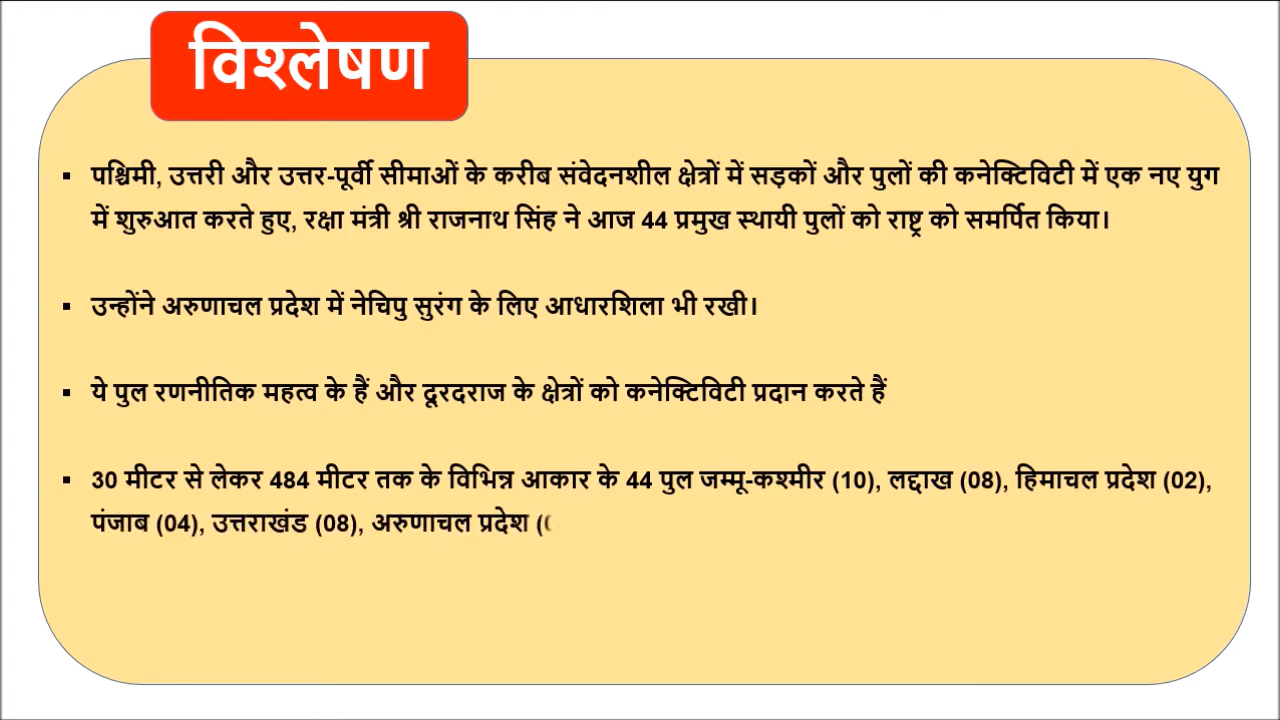 विश्लेषण
▪ पश्चिमी, उत्तरी और उत्तर-पूर्वी सीमाओं के करीब संवेदनशील क्षेत्रों में सड़कों और पुलों की कनेक्टिविटी में एक नए युग
में शुरुआत करते हुए, रक्षा मंत्री श्री राजनाथ सिंह ने आज 44 प्रमुख स्थायी पुलों को राष्ट्र को समर्पित किया।
▪ उन्होंने अरुणाचल प्रदेश में नेचिपु सुरंग के लिए आधारशिला भी रखी।
▪ ये पुल रणनीतिक महत्व के हैं और दूरदराज के क्षेत्रों को कनेक्टिविटी प्रदान करते हैं
▪ 30 मीटर से लेकर 484 मीटर तक के विभिन्न आकार के 44 पुल जम्मू-कश्मीर (10), लद्दाख (08), हिमाचल प्रदेश (02),
पंजाब (04), उत्तराखंड (08), अरुणाचल प्रदेश (